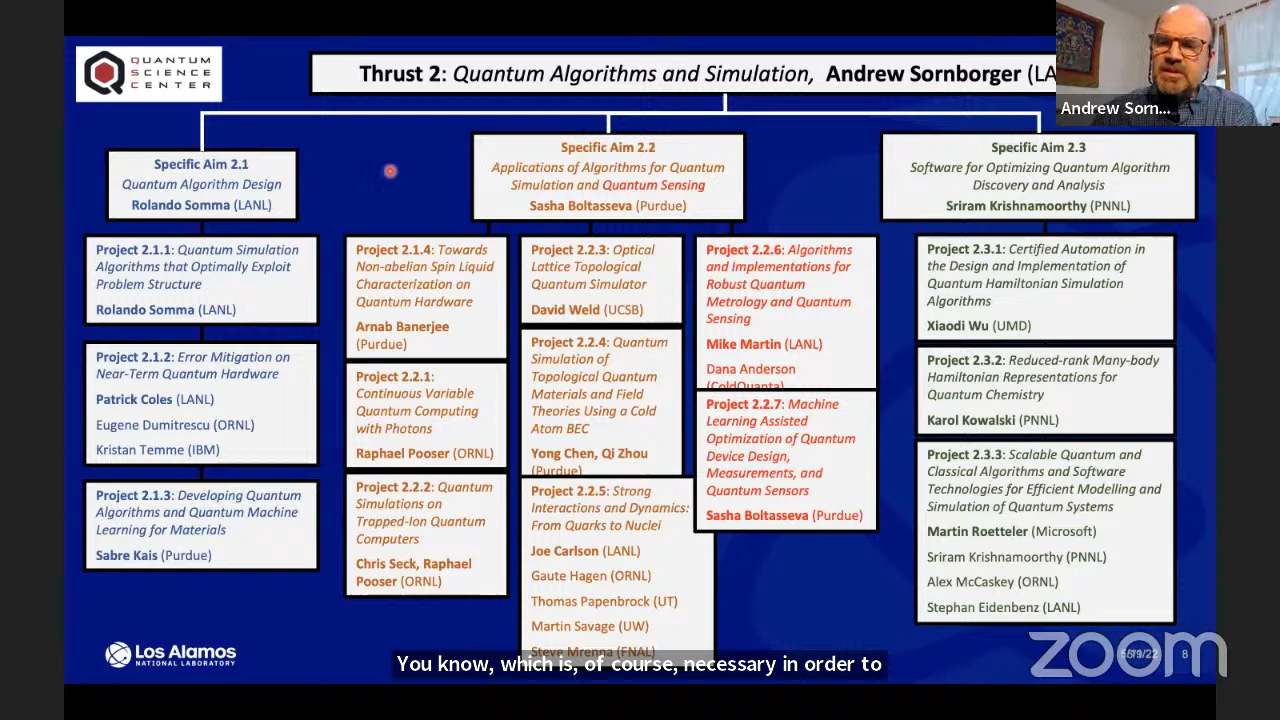 QUANTUM
SCIENCE
CENTER
Thrust 2: Quantum Algorithms and Simulation, Andrew Sornborger (LA
Andrew Sorn...
Specific Aim 2.1
Quantum Algorithm Design
Rolando Somma (LANL)
Project 2.1.1: Quantum Simulation
Algorithms that Optimally Exploit
Problem Structure
Rolando Somma (LANL)
Project 2.1.2: Error Mitigation on
Near-Term Quantum Hardware
Patrick Coles (LANL)
Eugene Dumitrescu (ORNL)
Kristan Temme (IBM)
Project 2.1.3: Developing Quantum
Algorithms and Quantum Machine
Learning for Materials
Sabre Kais (Purdue)
Specific Aim 2.2
Applications of Algorithms for Quantum
Simulation and Quantum Sensing
Sasha Boltasseva (Purdue)
Project 2.1.4: Towards
Non-abelian Spin Liquid
Characterization on
Quantum Hardware
Arnab Banerjee
(Purdue)
Project 2.2.1:
Continuous Variable
Quantum Computing
with Photons
Raphael Pooser (ORNL)
Project 2.2.2: Quantum
Simulations on
Trapped-Ion Quantum
Computers
Chris Seck, Raphael
Pooser (ORNL)
Project 2.2.3: Optical
Lattice Topological
Quantum Simulator
David Weld (UCSB)
Project 2.2.4: Quantum
Simulation of
Topological Quantum
Materials and Field
Theories Using a Cold
Atom BEC
Yong Chen, Qi Zhou
(Purdue)
Project 2.2.5: Strong
Interactions and Dynamics:
From Quarks to Nuclei
Joe Carlson (LANL)
Gaute Hagen (ORNL)
Thomas Papenbrock (UT)
Martin Savage (UW)
Steve Mrenna (FNAL)
Project 2.2.6: Algorithms
and Implementations for
Robust Quantum
Metrology and Quantum
Sensing
Mike Martin (LANL)
Dana Anderson
(ColdQuanta)
Project 2.2.7: Machine
Learning Assisted
Optimization of Quantum
Device Design,
Measurements, and
Quantum Sensors
Sasha Boltasseva (Purdue)
Specific Aim 2.3
Software for Optimizing Quantum Algorithm
Discovery and Analysis
Sriram Krishnamoorthy (PNNL)
Project 2.3.1: Certified Automation in
the Design and Implementation of
Quantum Hamiltonian Simulation
Algorithms
Xiaodi Wu (UMD)
Project 2.3.2: Reduced-rank Many-body
Hamiltonian Representations for
Quantum Chemistry
Karol Kowalski (PNNL)
Project 2.3.3: Scalable Quantum and
Classical Algorithms and Software
Technologies for Efficient Modelling and
Simulation of Quantum Systems
Martin Roetteler (Microsoft)
Sriram Krishnamoorthy (PNNL)
Alex McCaskey (ORNL)
Stephan Eidenbenz (LANL)
Los Alamos
NATIONAL LABORATORY
You know, which is, of course, necessary in order to
zoom
8